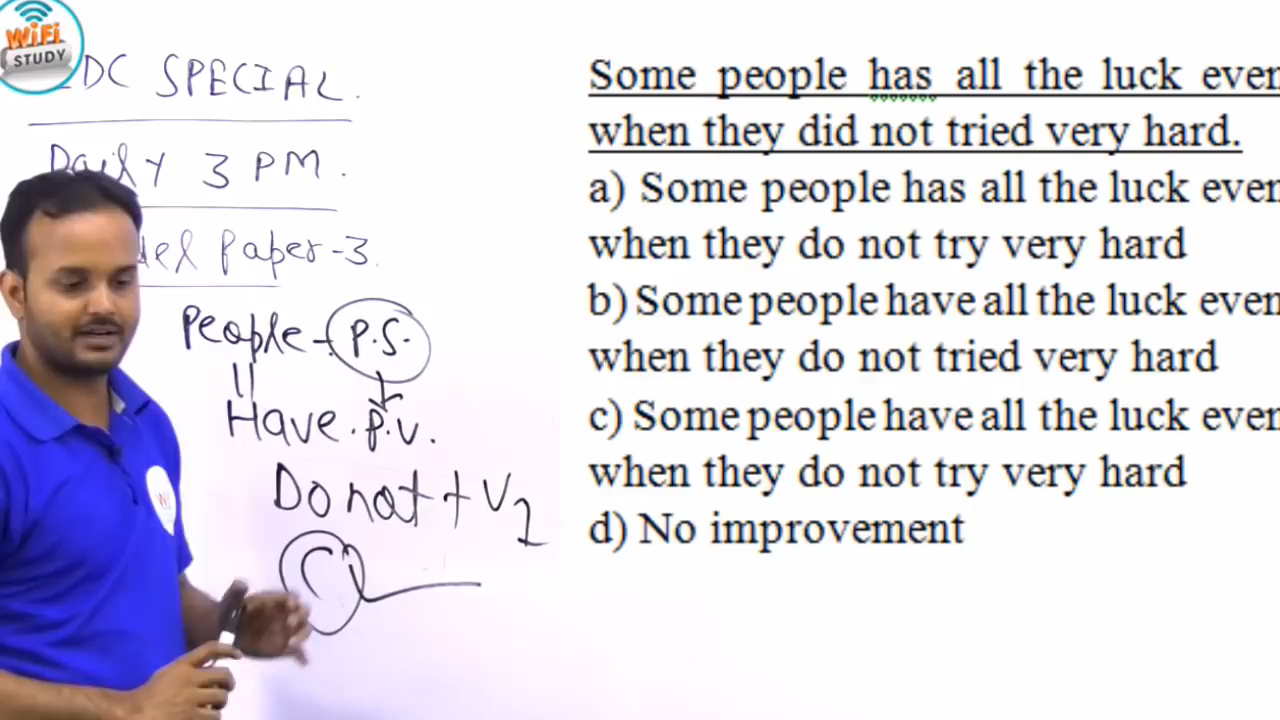 WiFi
STUDY
DC SPECIAL.
Daily 3 PM.
Paper-3.
People - P.S.
Have. P.V.
Do not + V1
C
Some people has all the luck even
when they did not tried very hard.
a) Some people has all the luck even
when they do not try very hard
b) Some people have all the luck even
when they do not tried very hard
c) Some people have all the luck even
when they do not try very hard
d) No improvement